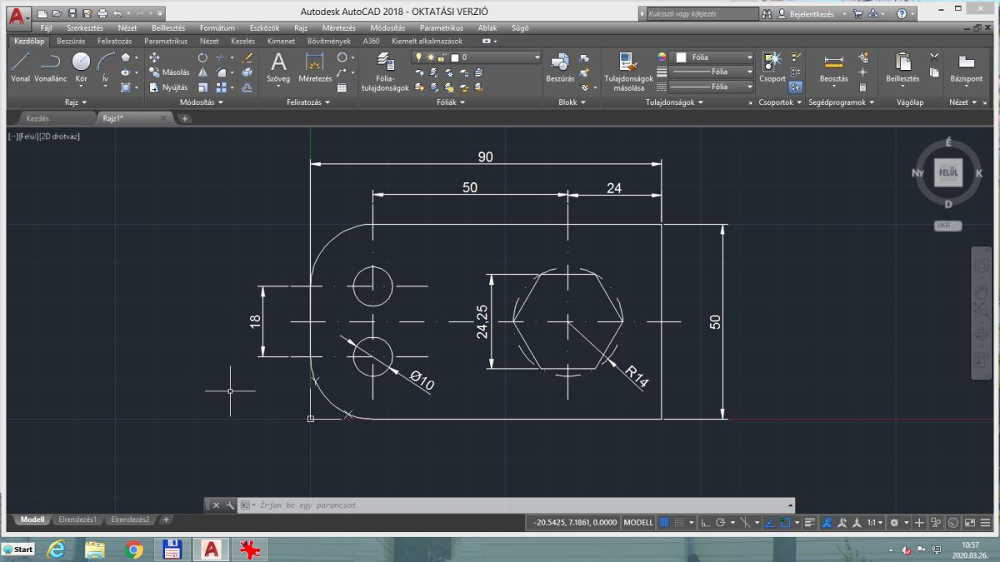 Autodesk AutoCAD 2018 - OKTATÁSI VERZIÓ
Kulcsszó vagy kifejezés
Bejelentkezés
Fájl Szerkesztés Nézet Beillesztés Formátum Eszközök Rajz Méretezés Módosítás Parametrikus Ablak Súgó
Kezdőlap Beszúrás Feliratozás Parametrikus Nézet Kezelés Kimenet Bővítmények A360 Kiemelt alkalmazások
Vonal Vonallánc Kör Ív
Másolás
Nyújtás
Szöveg Méretezés
Fólia-tulajdonságok
0
Beszúrás
Tulajdonságok másolása
Fólia
Fólia
Fólia
Csoport
Beosztás
Beillesztés
Bázispont
Rajz Módosítás Feliratozás Fóliák Blokk Tulajdonságok Csoportok Segédprogramok Vágólap Nézet
Kezdés Rajz1*
[−][Felül][2D drótváz]
É
Ny FELÜL K
D
VKR
90
50
24
18
24,25
50
Ø10
R14
Írjon be egy parancsot
Modell Elrendezés1 Elrendezés2 +
-20.5425, 7.1861, 0.0000 MODELL
1:1
Start
10:57
2020.03.26.